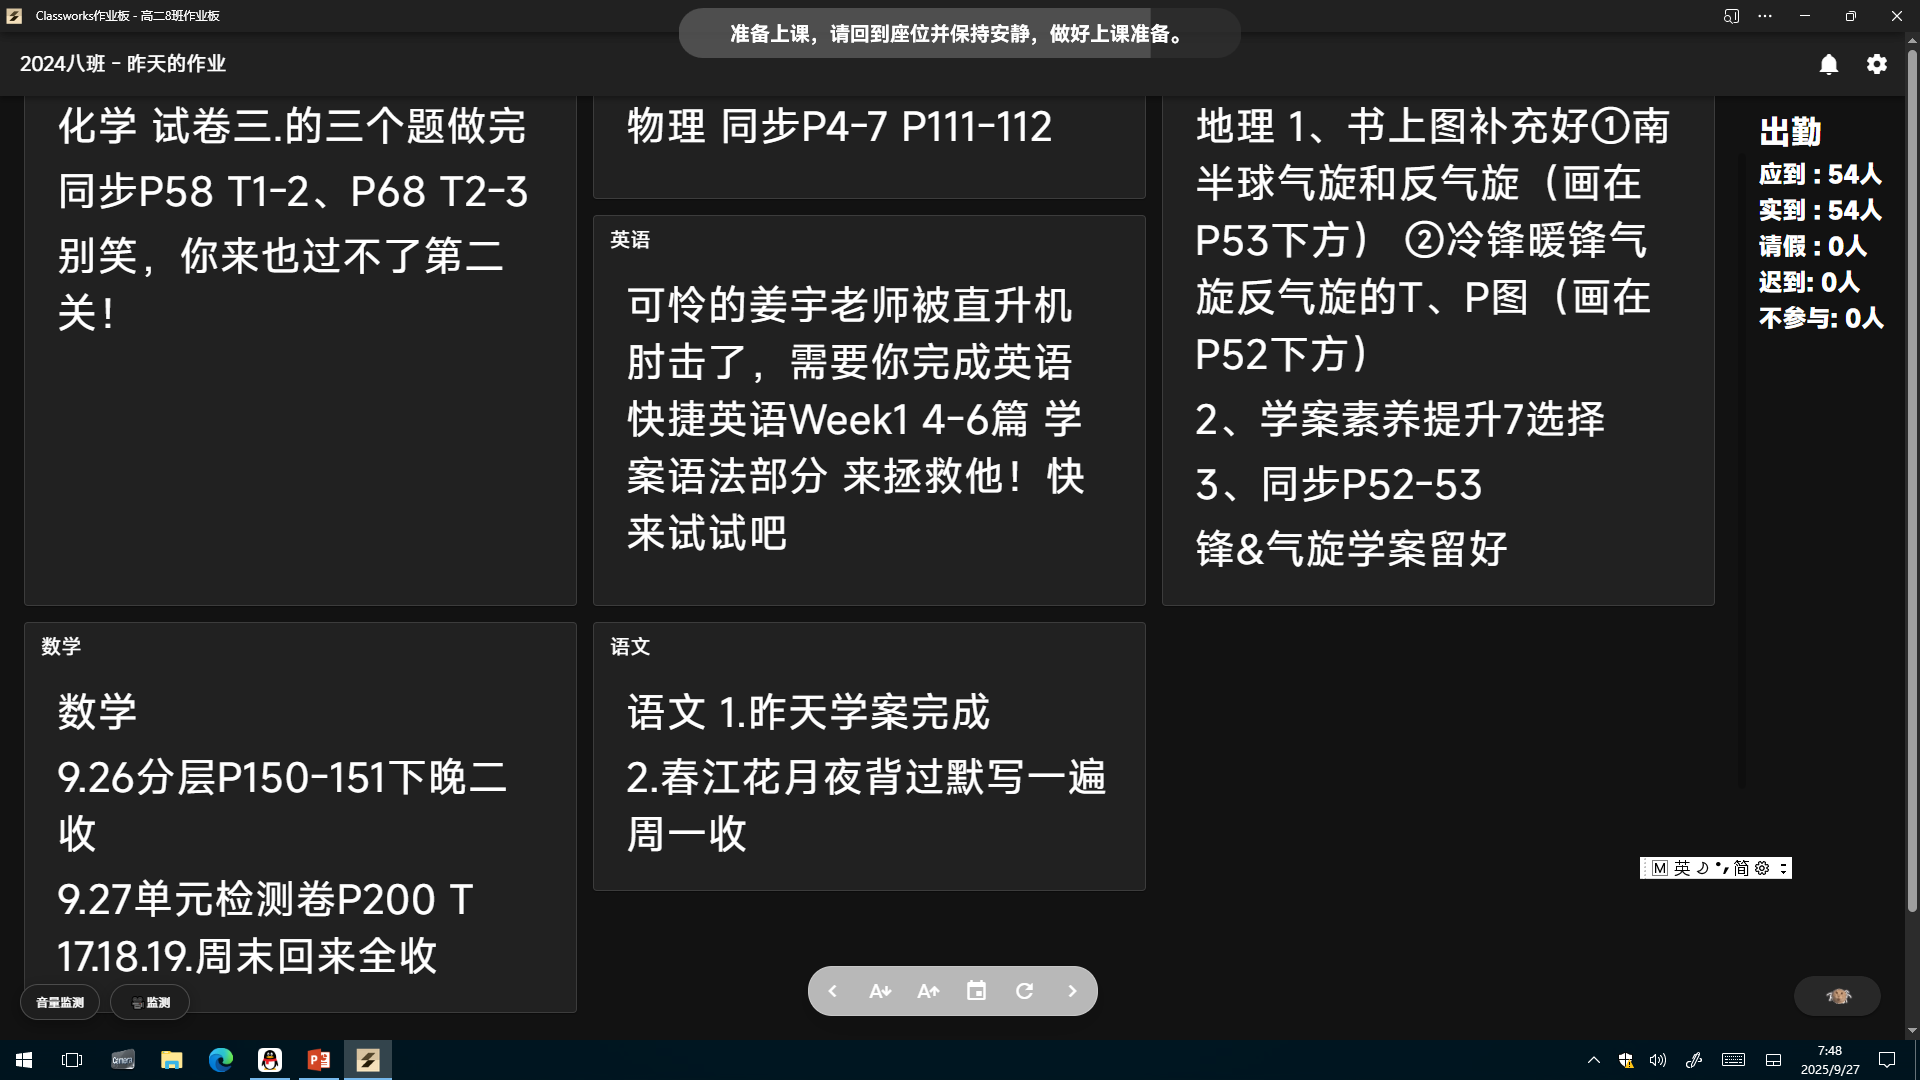 Classworks作业板 - 高二8班作业板
准备上课，请回到座位并保持安静，做好上课准备。
2024八班 - 昨天的作业
化学 试卷三.的三个题做完
同步P58 T1-2、P68 T2-3
别笑，你来也过不了第二
关！
物理 同步P4-7 P111-112
英语
可怜的姜宇老师被直升机
肘击了，需要你完成英语
快捷英语Week1 4-6篇 学
案语法部分 来拯救他！快
来试试吧
地理 1、书上图补充好①南
半球气旋和反气旋（画在
P53下方） ②冷锋暖锋气
旋反气旋的T、P图（画在
P52下方）
2、学案素养提升7选择
3、同步P52-53
锋&气旋学案留好
出勤
应到 : 54人
实到 : 54人
请假 : 0人
迟到: 0人
不参与: 0人
数学
数学
9.26分层P150-151下晚二
收
9.27单元检测卷P200 T
17.18.19.周末回来全收
语文
语文 1.昨天学案完成
2.春江花月夜背过默写一遍
周一收
M 英 简
音量监测
监测
7:48
2025/9/27